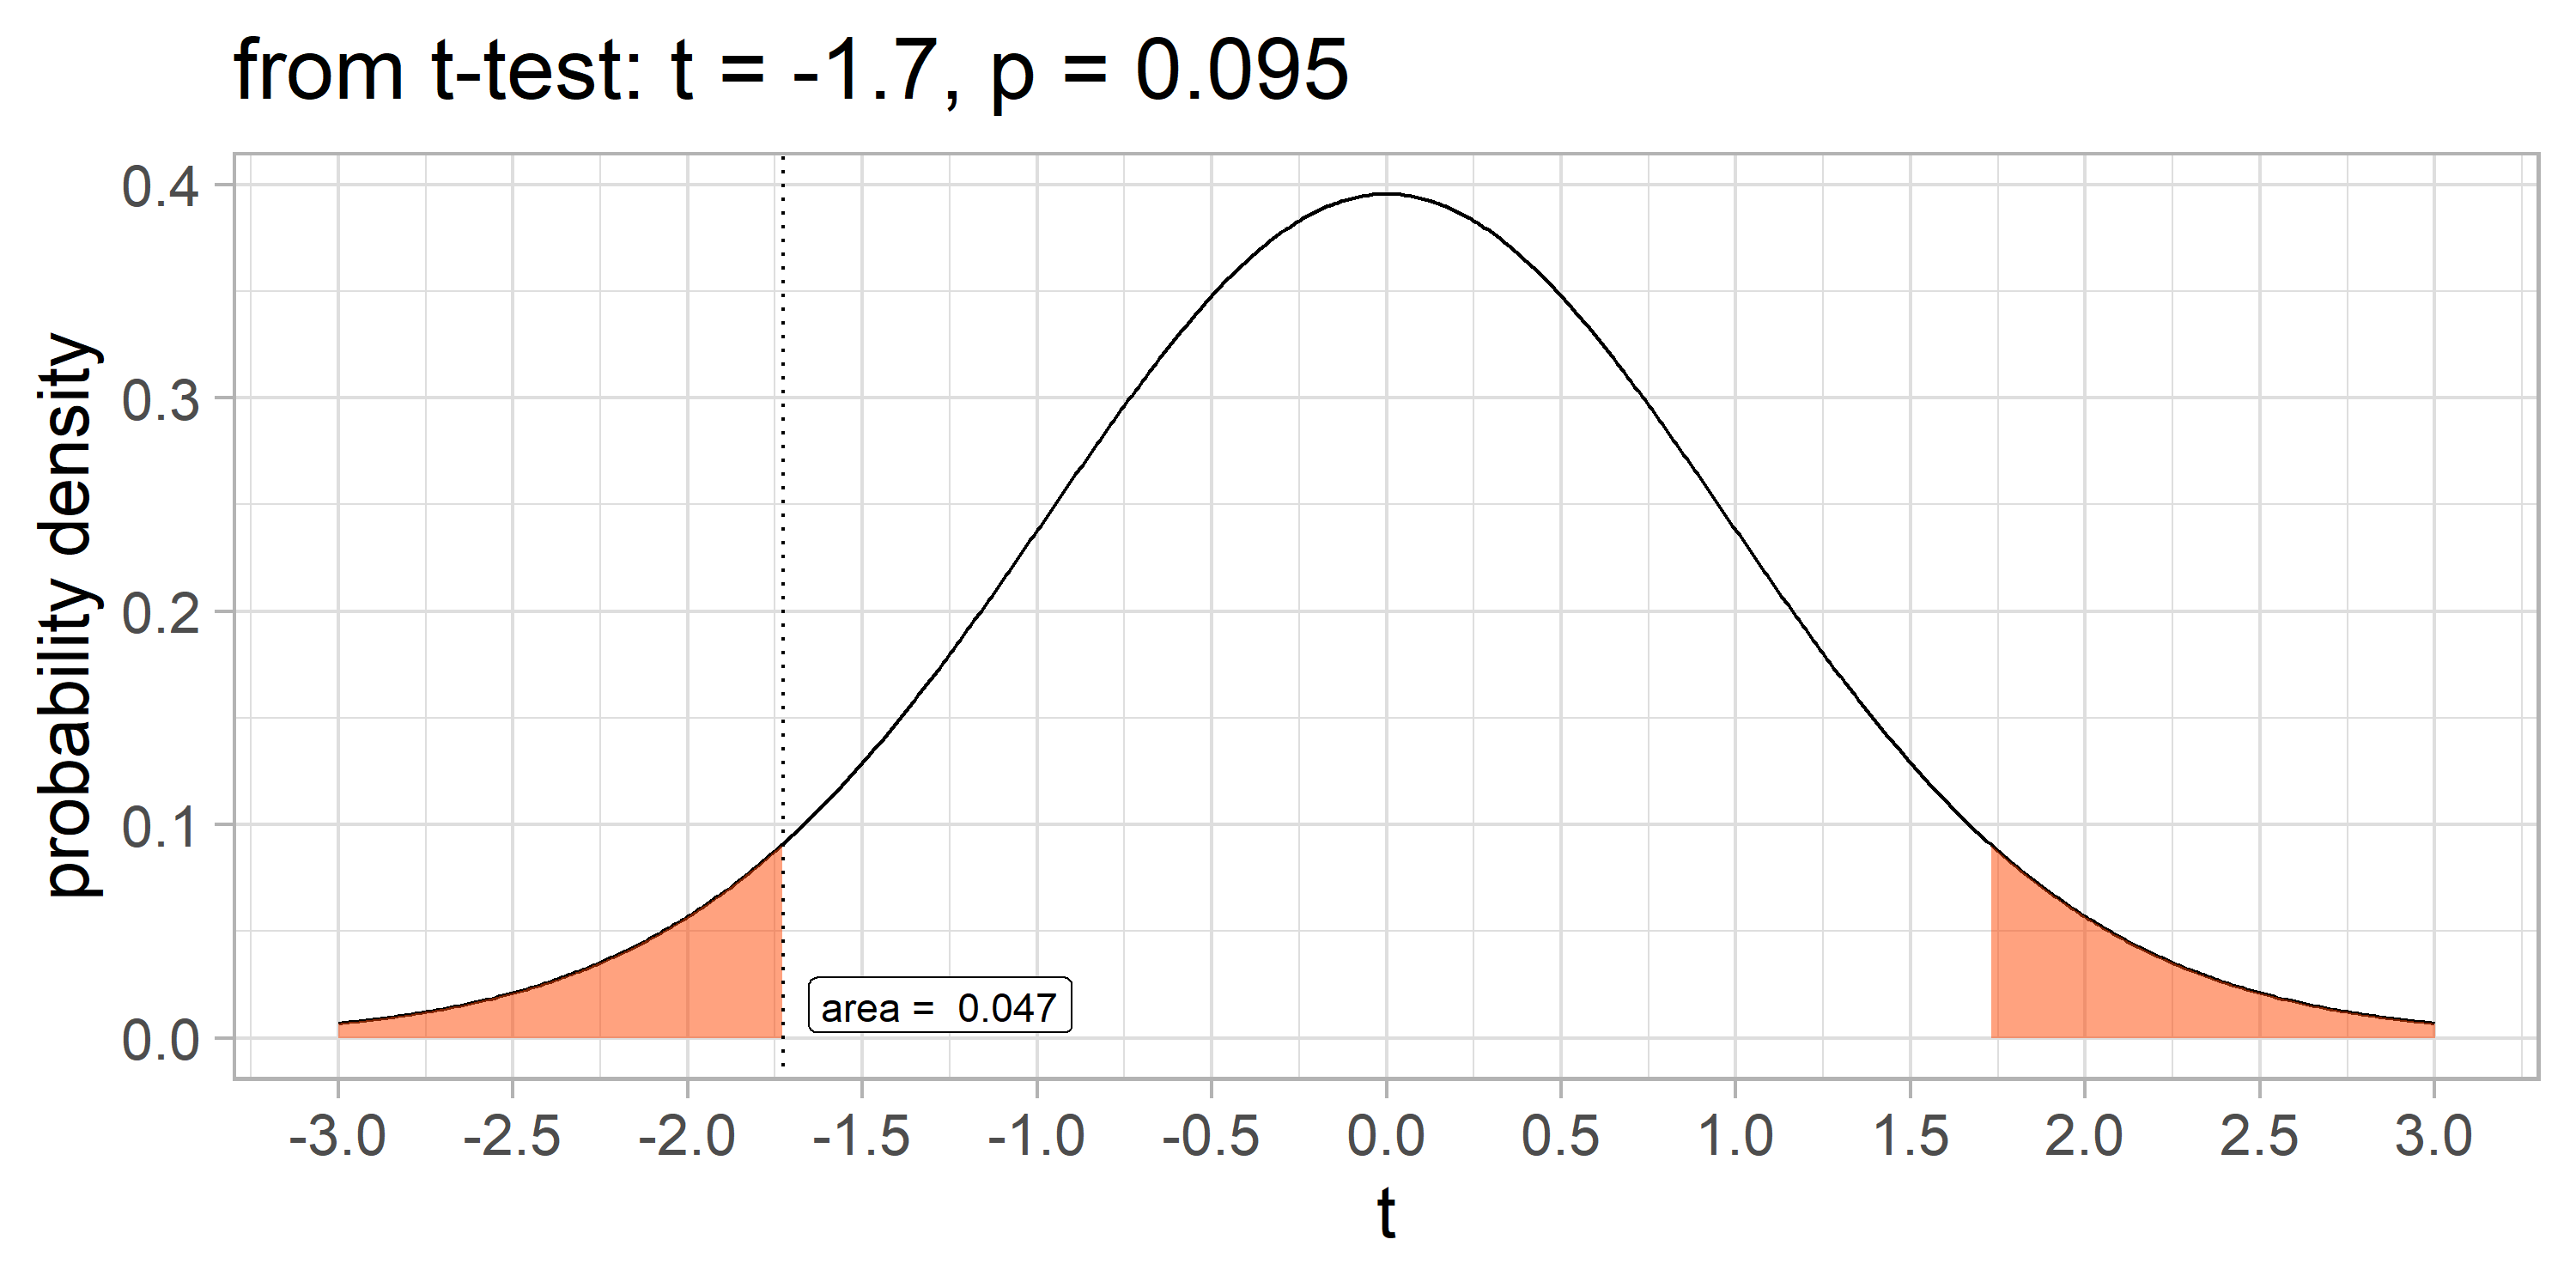 from t-test: t = -1.7, p = 0.095
probability density
0.4
0.3
0.2
0.1
0.0
area =  0.047
-3.0 -2.5 -2.0 -1.5 -1.0 -0.5 0.0 0.5 1.0 1.5 2.0 2.5 3.0
t